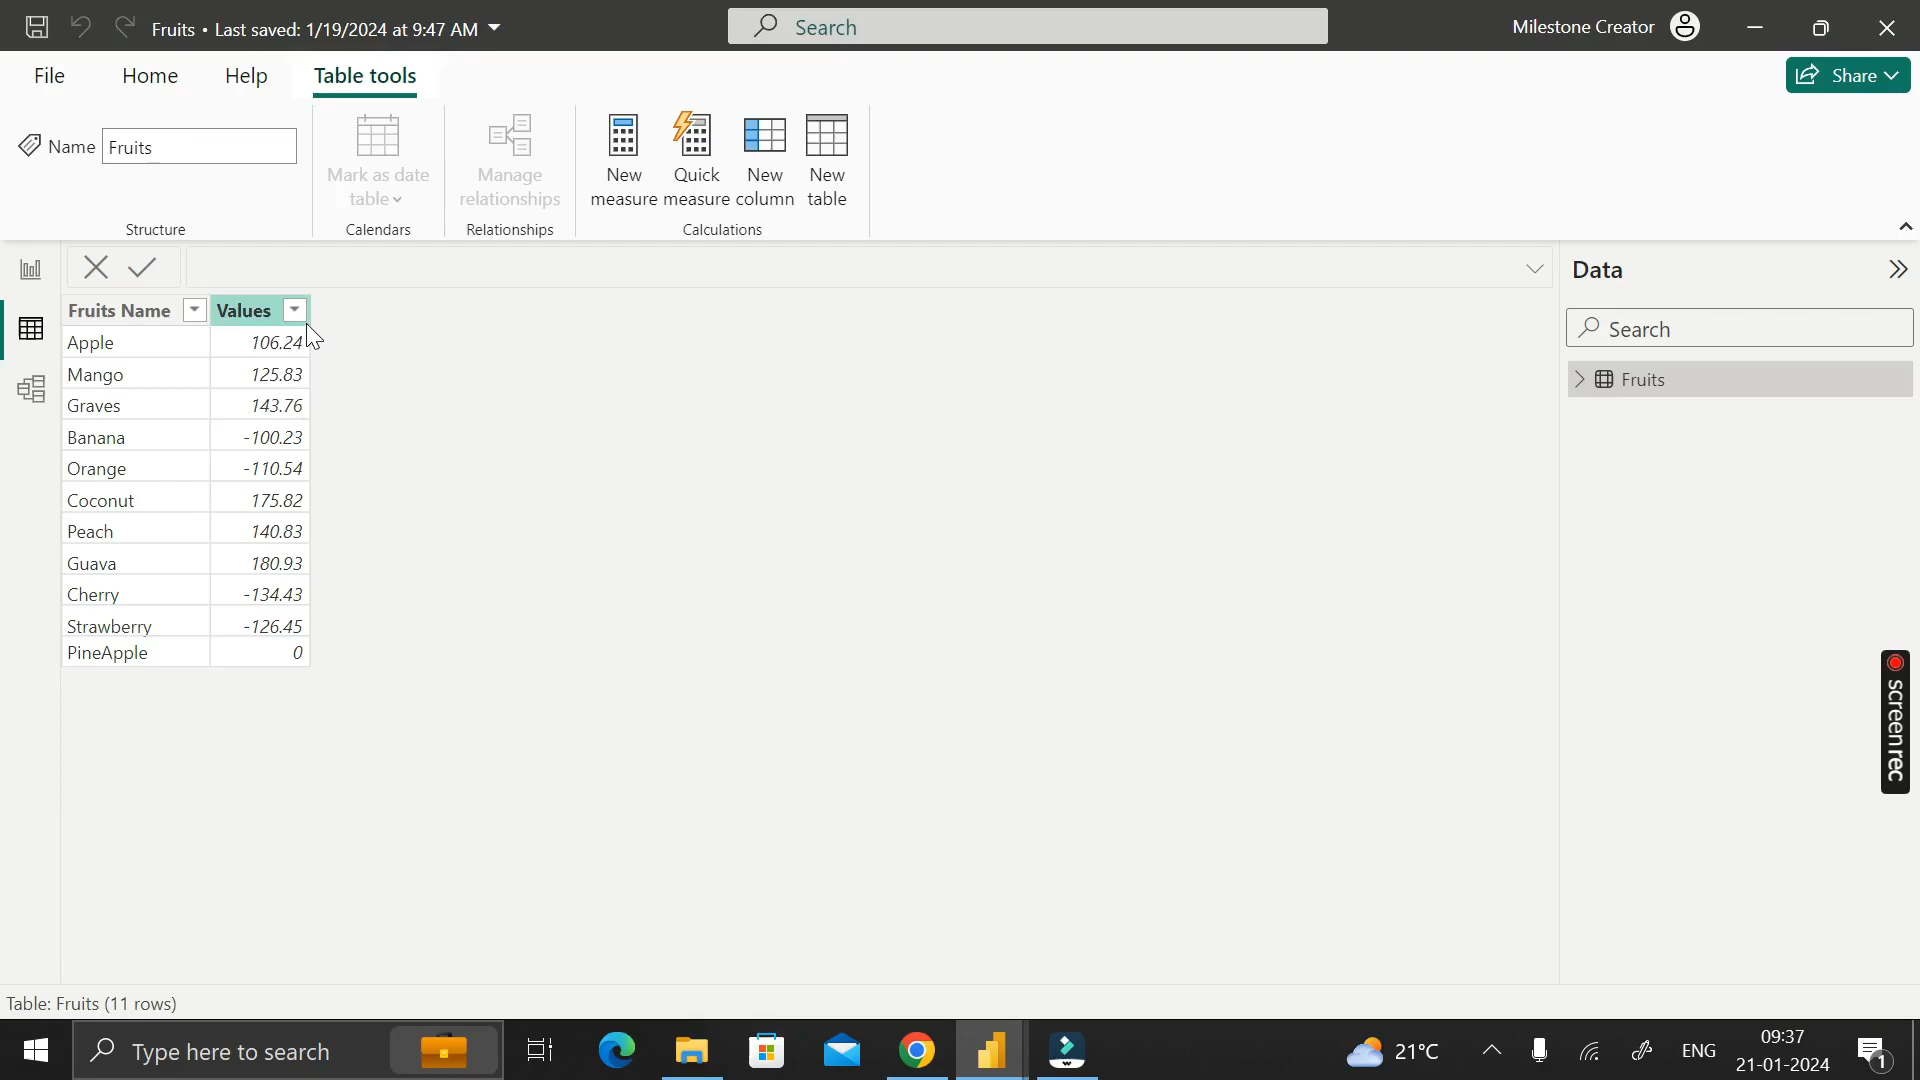 Fruits • Last saved: 1/19/2024 at 9:47 AM
Search
Milestone Creator
File
Home
Help
Table tools
Share
Name
Fruits
Mark as date table
Manage relationships
New measure
Quick measure
New column
New table
Structure
Calendars
Relationships
Calculations
Data
Search
Fruits
Fruits Name Values
Apple 106.24
Mango 125.83
Graves 143.76
Banana -100.23
Orange -110.54
Coconut 175.82
Peach 140.83
Guava 180.93
Cherry -134.43
Strawberry -126.45
PineApple 0
screenrec
Table: Fruits (11 rows)
Type here to search
21°C
ENG
09:37
21-01-2024
1